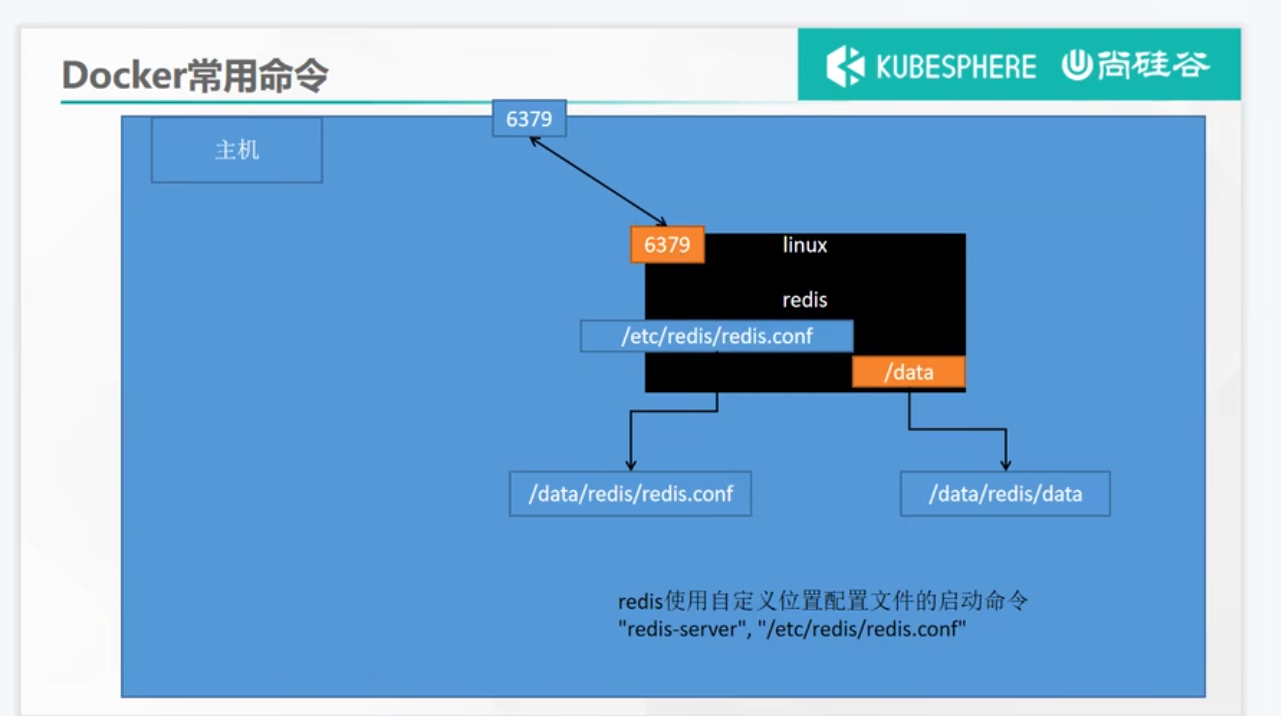 Docker常用命令
KUBESPHERE
尚硅谷
6379
主机
6379
linux
redis
/etc/redis/redis.conf
/data
/data/redis/redis.conf
/data/redis/data
redis使用自定义位置配置文件的启动命令
"redis-server", "/etc/redis/redis.conf"